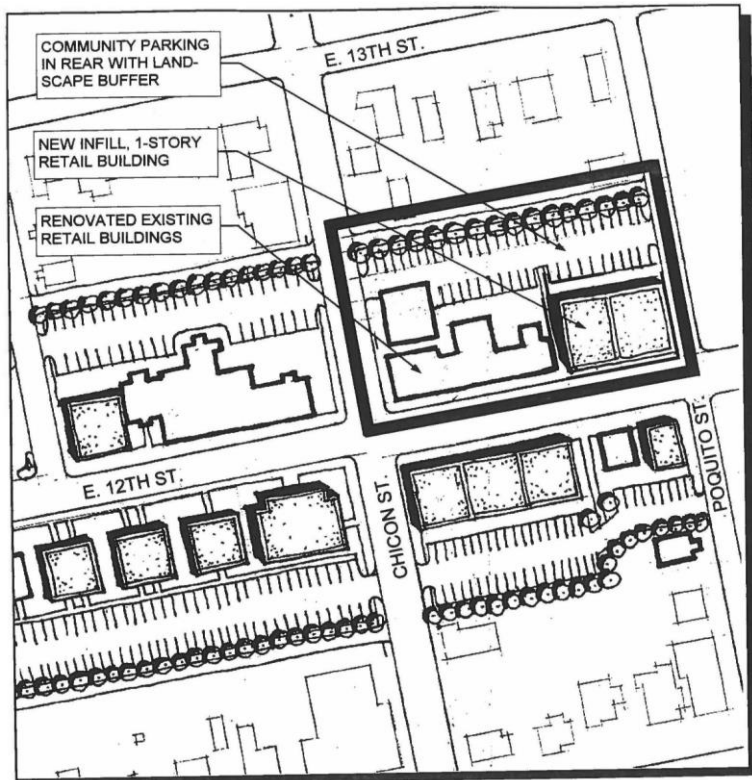 COMMUNITY PARKING
IN REAR WITH LAND-
SCAPE BUFFER
E. 13TH ST.
NEW INFILL, 1-STORY
RETAIL BUILDING
RENOVATED EXISTING
RETAIL BUILDINGS
E. 12TH ST.
CHICON ST.
POQUITO ST.